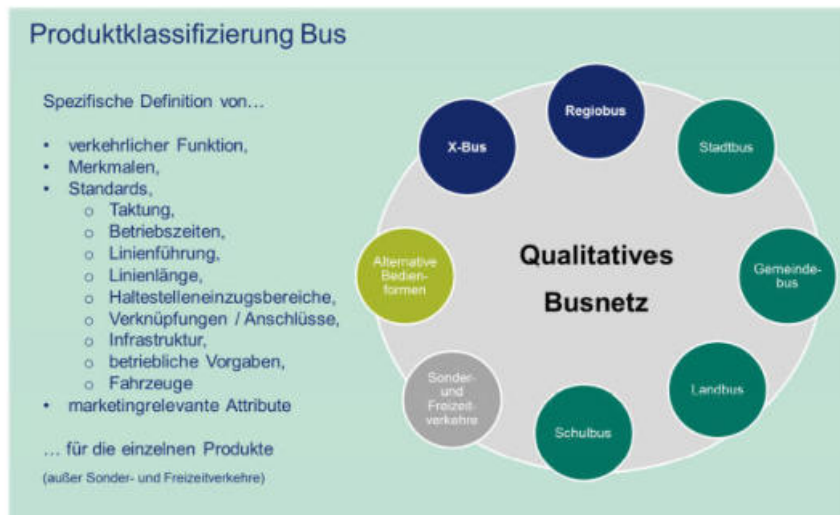 Produktklassifizierung Bus
Spezifische Definition von…
• verkehrlicher Funktion,
• Merkmalen,
• Standards,
o Taktung,
o Betriebszeiten,
o Linienführung,
o Linienlänge,
o Haltestelleneinzugsbereiche,
o Verknüpfungen / Anschlüsse,
o Infrastruktur,
o betriebliche Vorgaben,
o Fahrzeuge
• marketingrelevante Attribute
… für die einzelnen Produkte
(außer Sonder- und Freizeitverkehre)
Qualitatives
Busnetz
Regiobus
Stadtbus
Gemeinde-
bus
Landbus
Schulbus
Sonder-
und
Freizeit
verkehre
Alternative
Bedien-
formen
X-Bus